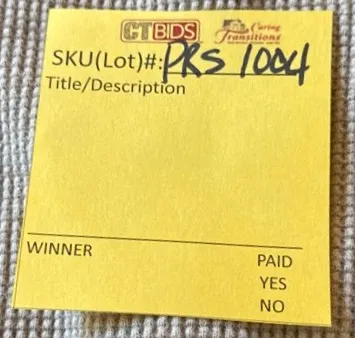 CTBIDS Caring Transitions
SKU(Lot)#: PRS 1004
Title/Description
WINNER PAID
YES
NO